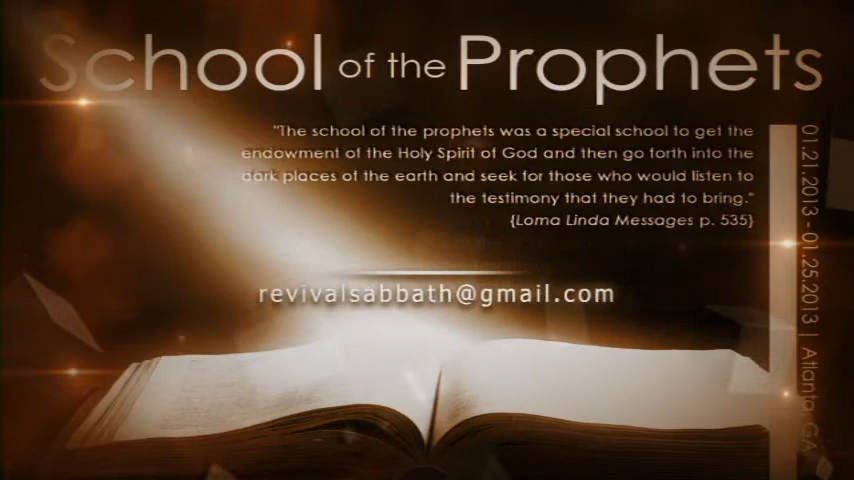 School of the Prophets
"The school of the prophets was a special school to get the
endowment of the Holy Spirit of God and then go forth into the
dark places of the earth and seek for those who would listen to
the testimony that they had to bring."
{Loma Linda Messages p. 535}
revivalsabbath@gmail.com
01.21.2013 - 01.25.2013 | Atlanta, GA